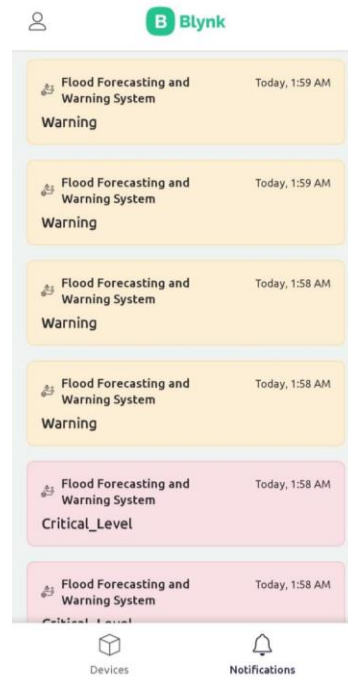 B Blynk
Flood Forecasting and Today, 1:59 AM
Warning System
Warning
Flood Forecasting and Today, 1:59 AM
Warning System
Warning
Flood Forecasting and Today, 1:58 AM
Warning System
Warning
Flood Forecasting and Today, 1:58 AM
Warning System
Warning
Flood Forecasting and Today, 1:58 AM
Warning System
Critical_Level
Flood Forecasting and Today, 1:58 AM
Warning System
Critical_Level
Devices Notifications